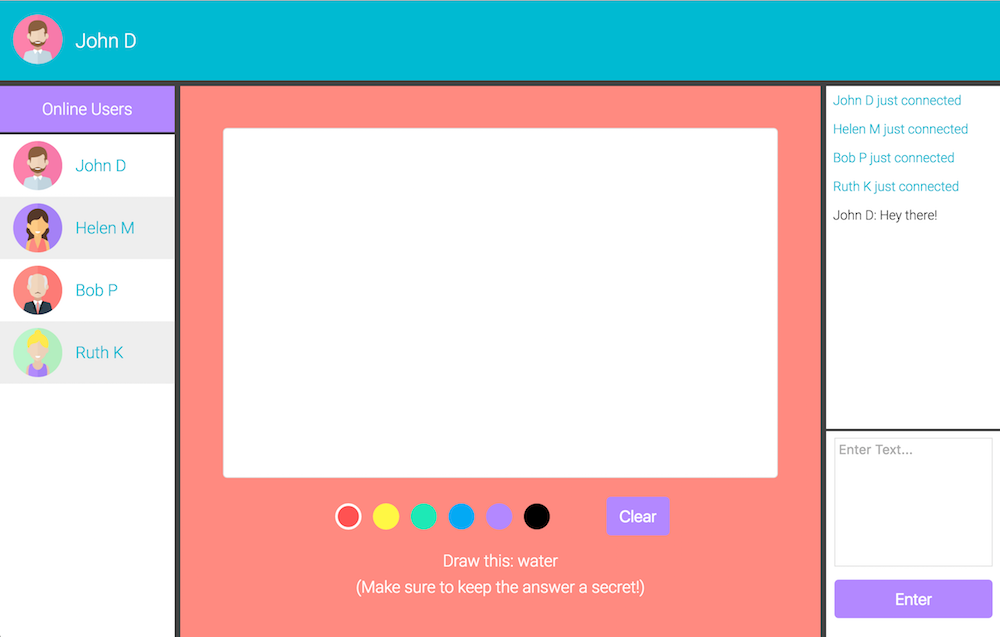 John D
Online Users
John D
Helen M
Bob P
Ruth K
Clear
Draw this: water
(Make sure to keep the answer a secret!)
John D just connected
Helen M just connected
Bob P just connected
Ruth K just connected
John D: Hey there!
Enter Text...
Enter